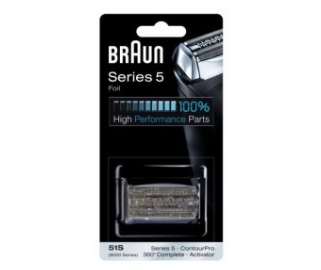 BRAUN
Series 5
Foil
100%
High Performance Parts
51S
(8000 Series)
Series 5 - ContourPro
360° Complete - Activator